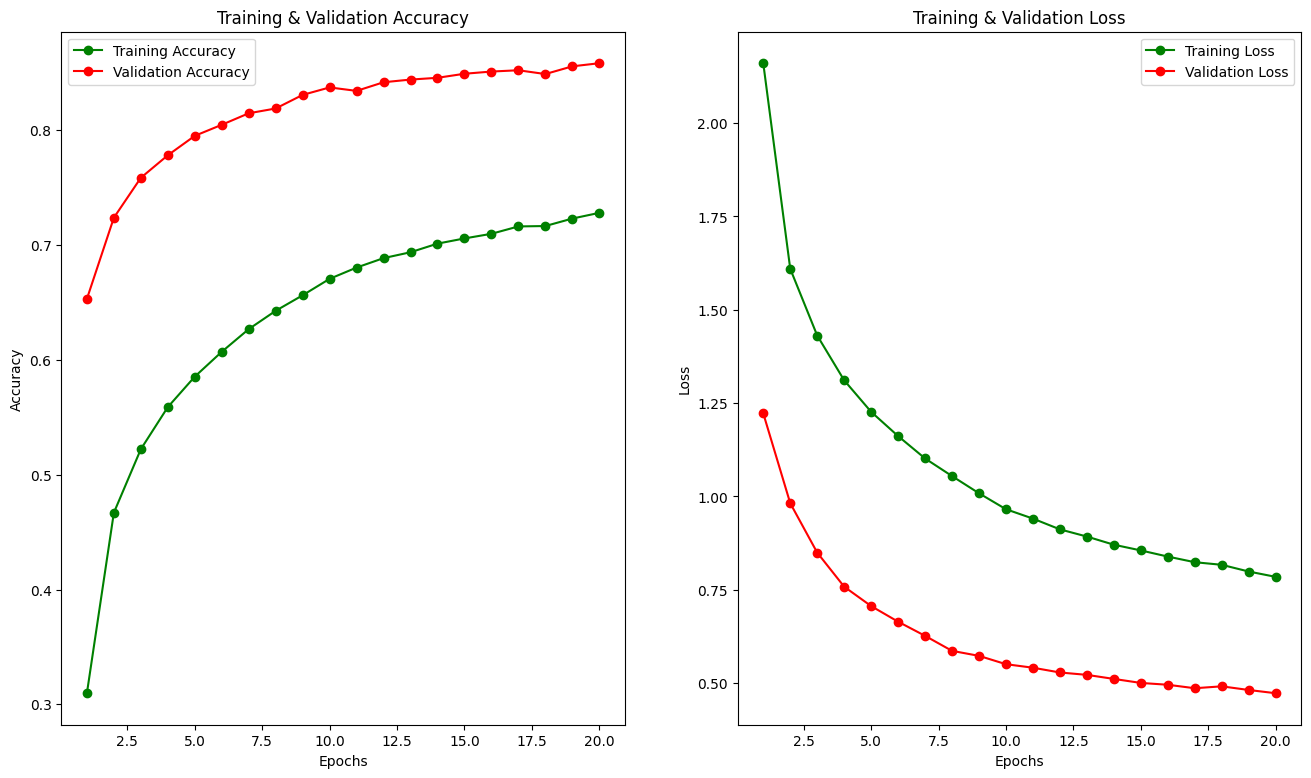 Training & Validation Accuracy
Training Accuracy
Validation Accuracy
0.8
0.7
0.6
0.5
0.4
0.3
Accuracy
2.5 5.0 7.5 10.0 12.5 15.0 17.5 20.0
Epochs
Training & Validation Loss
Training Loss
Validation Loss
2.00
1.75
1.50
1.25
1.00
0.75
0.50
Loss
2.5 5.0 7.5 10.0 12.5 15.0 17.5 20.0
Epochs